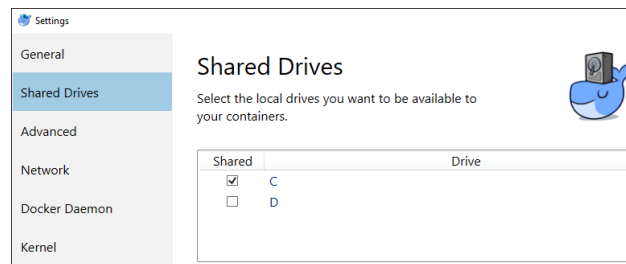 Settings
General
Shared Drives
Advanced
Network
Docker Daemon
Kernel
Shared Drives
Select the local drives you want to be available to
your containers.
Shared Drive
C
D